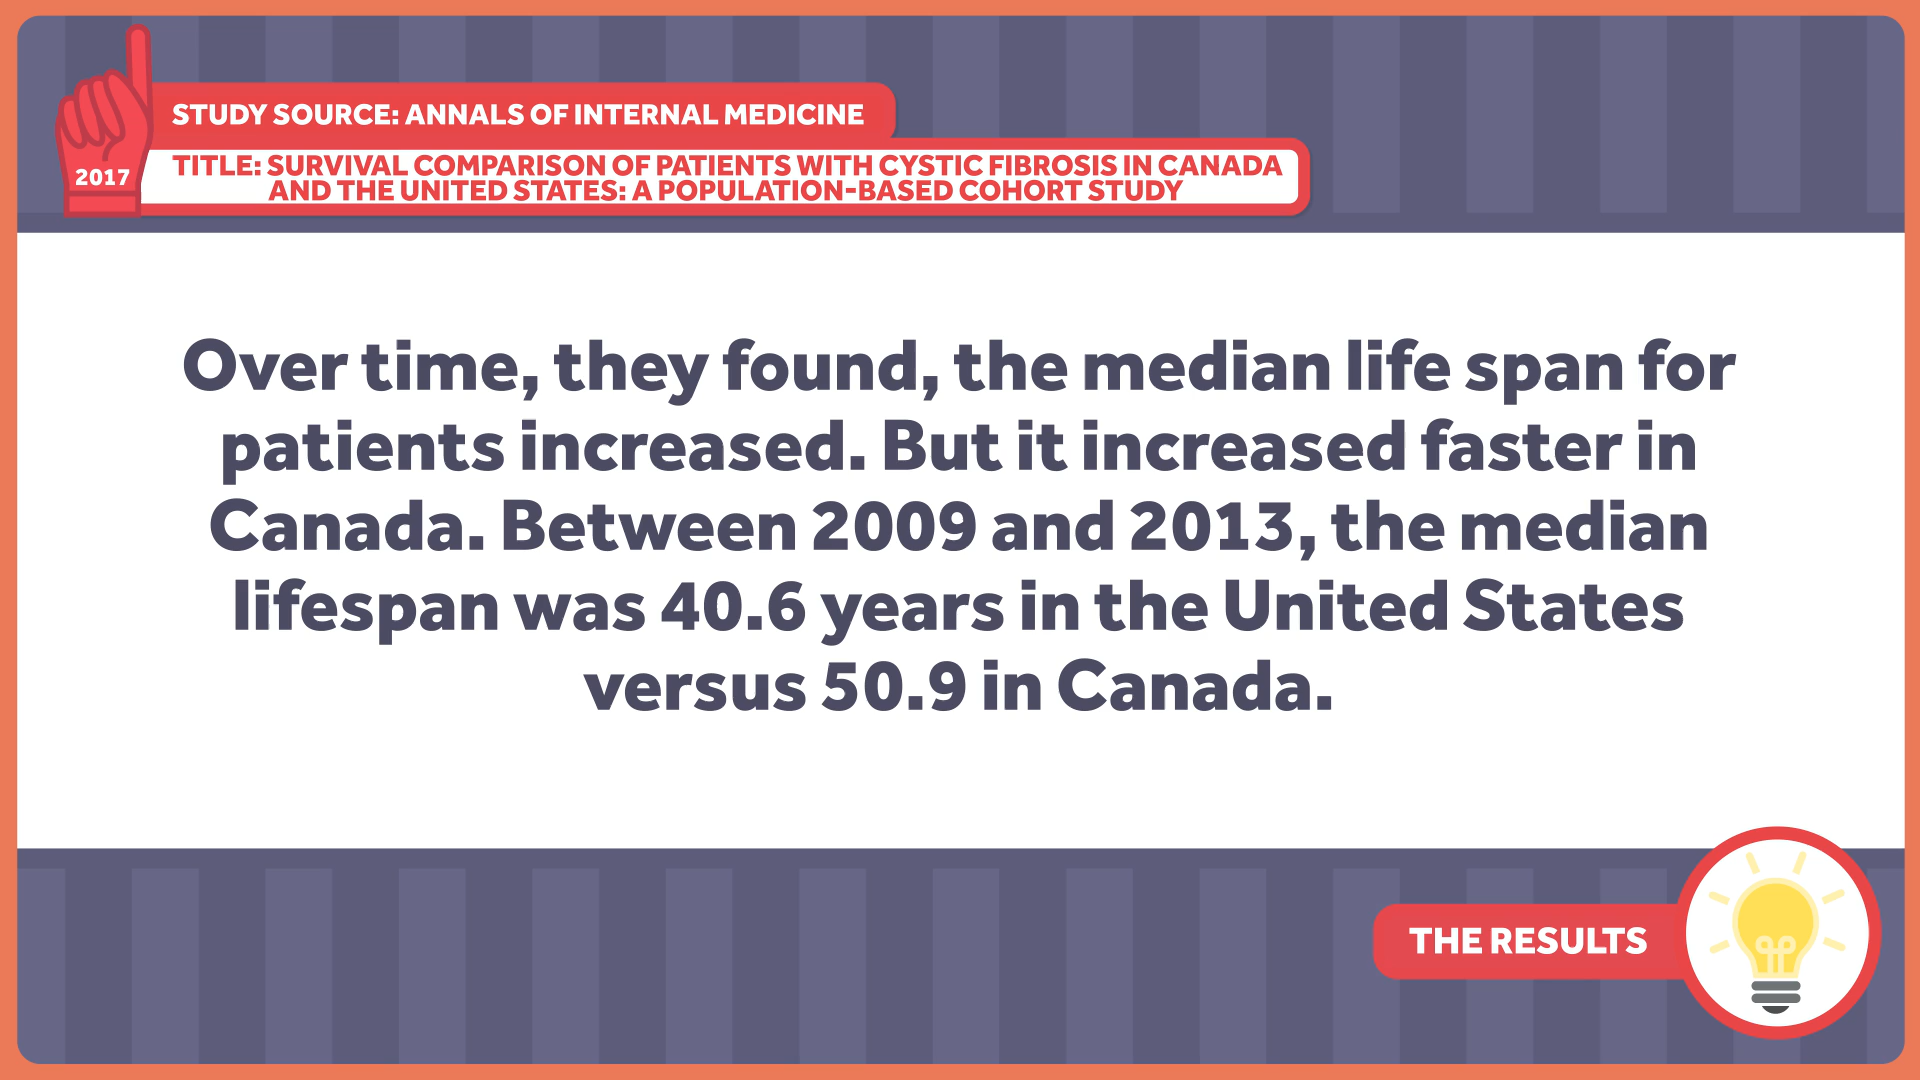 STUDY SOURCE: ANNALS OF INTERNAL MEDICINE
2017
TITLE: SURVIVAL COMPARISON OF PATIENTS WITH CYSTIC FIBROSIS IN CANADA
AND THE UNITED STATES: A POPULATION-BASED COHORT STUDY
Over time, they found, the median life span for
patients increased. But it increased faster in
Canada. Between 2009 and 2013, the median
lifespan was 40.6 years in the United States
versus 50.9 in Canada.
THE RESULTS